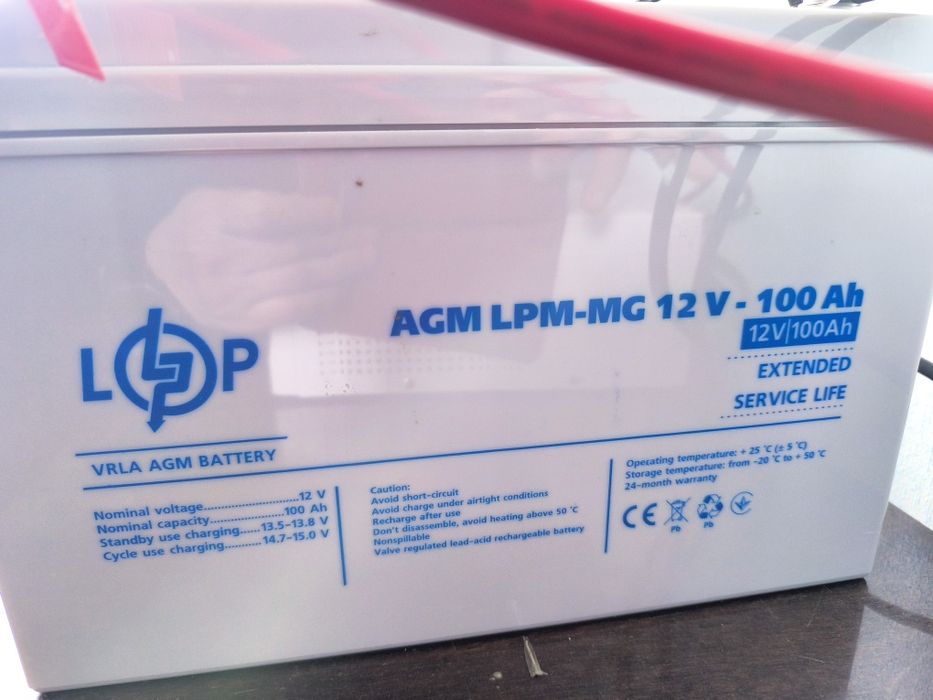 AGM LPM-MG 12 V - 100 Ah
12V|100Ah
EXTENDED
SERVICE LIFE
LP
VRLA AGM BATTERY
Nominal voltage............................12 V
Nominal capacity......................100 Ah
Standby use charging....13.5–13.8 V
Cycle use charging...........14.7–15.0 V
Caution:
Avoid short-circuit
Avoid charge under airtight conditions
Recharge after use
Don't disassemble, avoid heating above 50 ˚C
Nonspillable
Valve regulated lead-acid rechargeable battery
Operating temperature: + 25 ˚C (± 5 ˚C)
Storage temperature: from -20 ˚C to + 50 ˚C
24-month warranty
CE
Pb
Pb